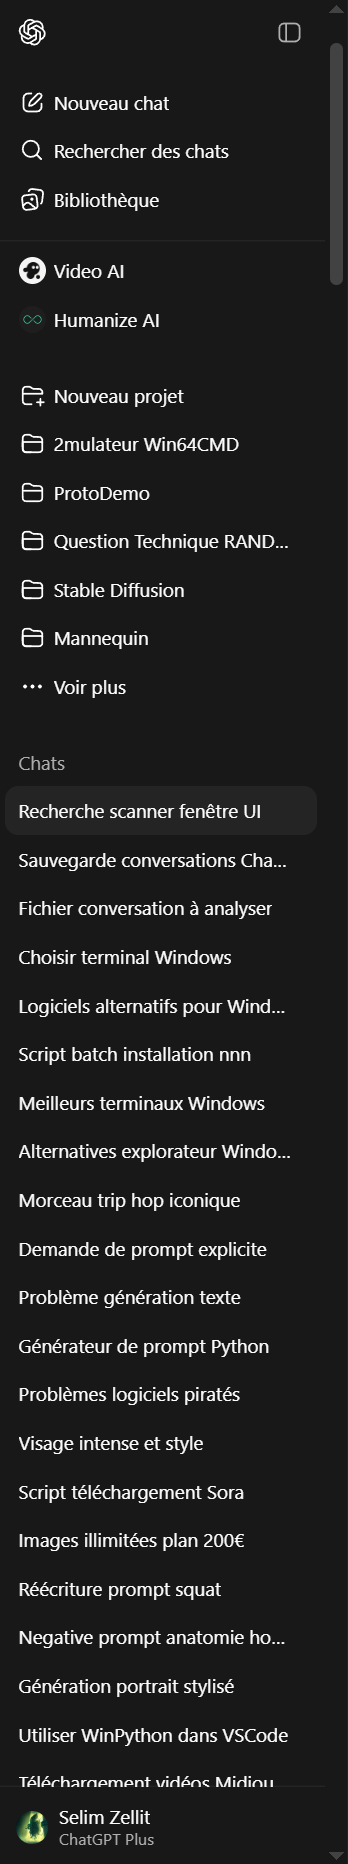 Nouveau chat
Rechercher des chats
Bibliothèque
Video AI
Humanize AI
Nouveau projet
2mulateur Win64CMD
ProtoDemo
Question Technique RAND...
Stable Diffusion
Mannequin
Voir plus
Chats
Recherche scanner fenêtre UI
Sauvegarde conversations Cha...
Fichier conversation à analyser
Choisir terminal Windows
Logiciels alternatifs pour Wind...
Script batch installation nnn
Meilleurs terminaux Windows
Alternatives explorateur Windo...
Morceau trip hop iconique
Demande de prompt explicite
Problème génération texte
Générateur de prompt Python
Problèmes logiciels piratés
Visage intense et style
Script téléchargement Sora
Images illimitées plan 200€
Réécriture prompt squat
Negative prompt anatomie ho...
Génération portrait stylisé
Utiliser WinPython dans VSCode
Téléchargement vidéos Midjou
Selim Zellit
ChatGPT Plus